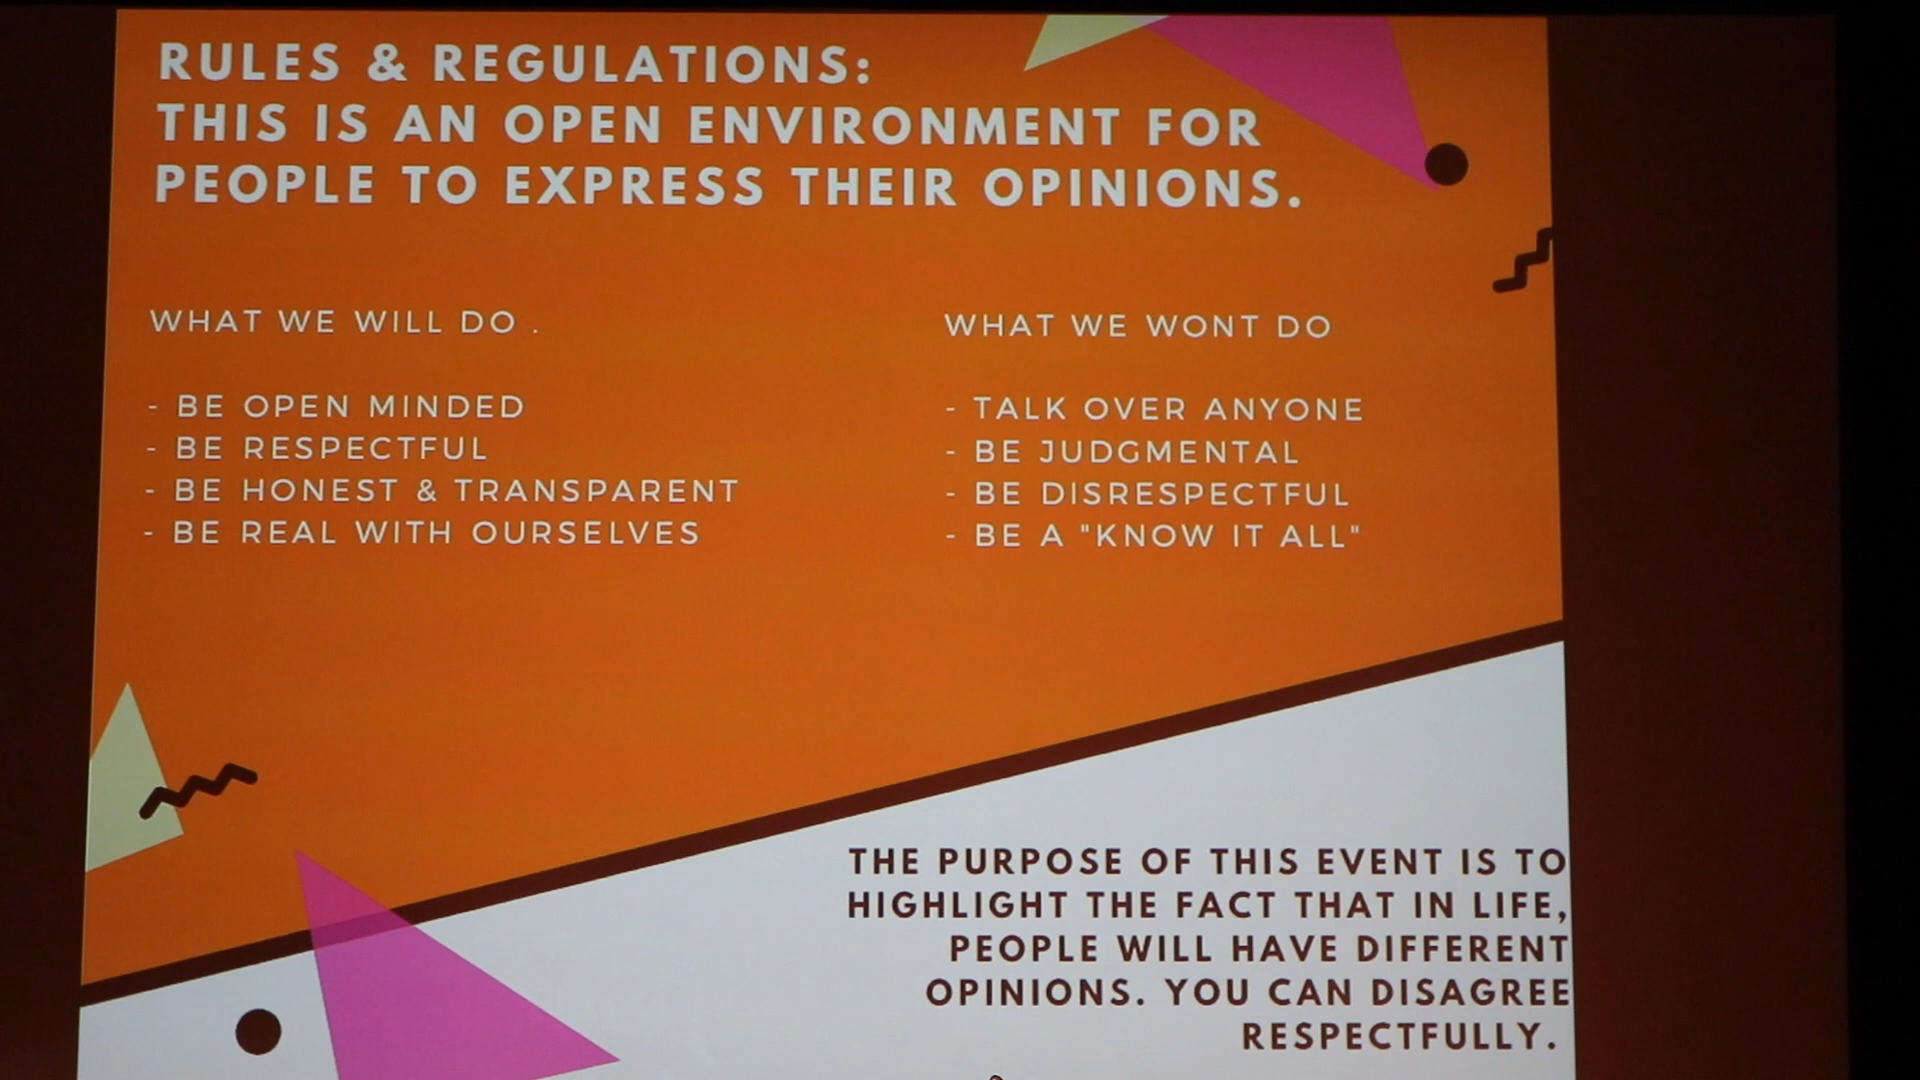 RULES & REGULATIONS:
THIS IS AN OPEN ENVIRONMENT FOR
PEOPLE TO EXPRESS THEIR OPINIONS.
WHAT WE WILL DO .
- BE OPEN MINDED
- BE RESPECTFUL
- BE HONEST & TRANSPARENT
- BE REAL WITH OURSELVES
WHAT WE WONT DO
- TALK OVER ANYONE
- BE JUDGMENTAL
- BE DISRESPECTFUL
- BE A "KNOW IT ALL"
THE PURPOSE OF THIS EVENT IS TO
HIGHLIGHT THE FACT THAT IN LIFE,
PEOPLE WILL HAVE DIFFERENT
OPINIONS. YOU CAN DISAGREE
RESPECTFULLY.